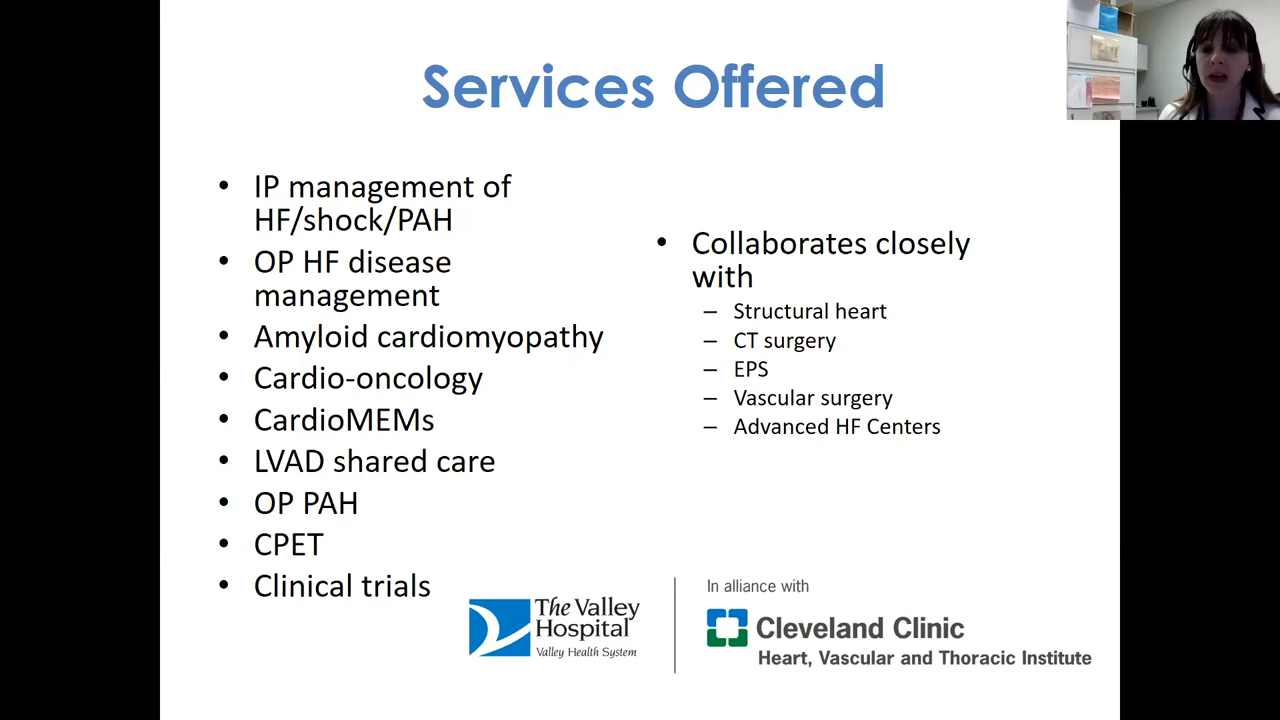 Services Offered
• IP management of
HF/shock/PAH
• OP HF disease
management
• Amyloid cardiomyopathy
• Cardio-oncology
• CardioMEMs
• LVAD shared care
• OP PAH
• CPET
• Clinical trials
• Collaborates closely
with
– Structural heart
– CT surgery
– EPS
– Vascular surgery
– Advanced HF Centers
The Valley
Hospital
Valley Health System
In alliance with
Cleveland Clinic
Heart, Vascular and Thoracic Institute